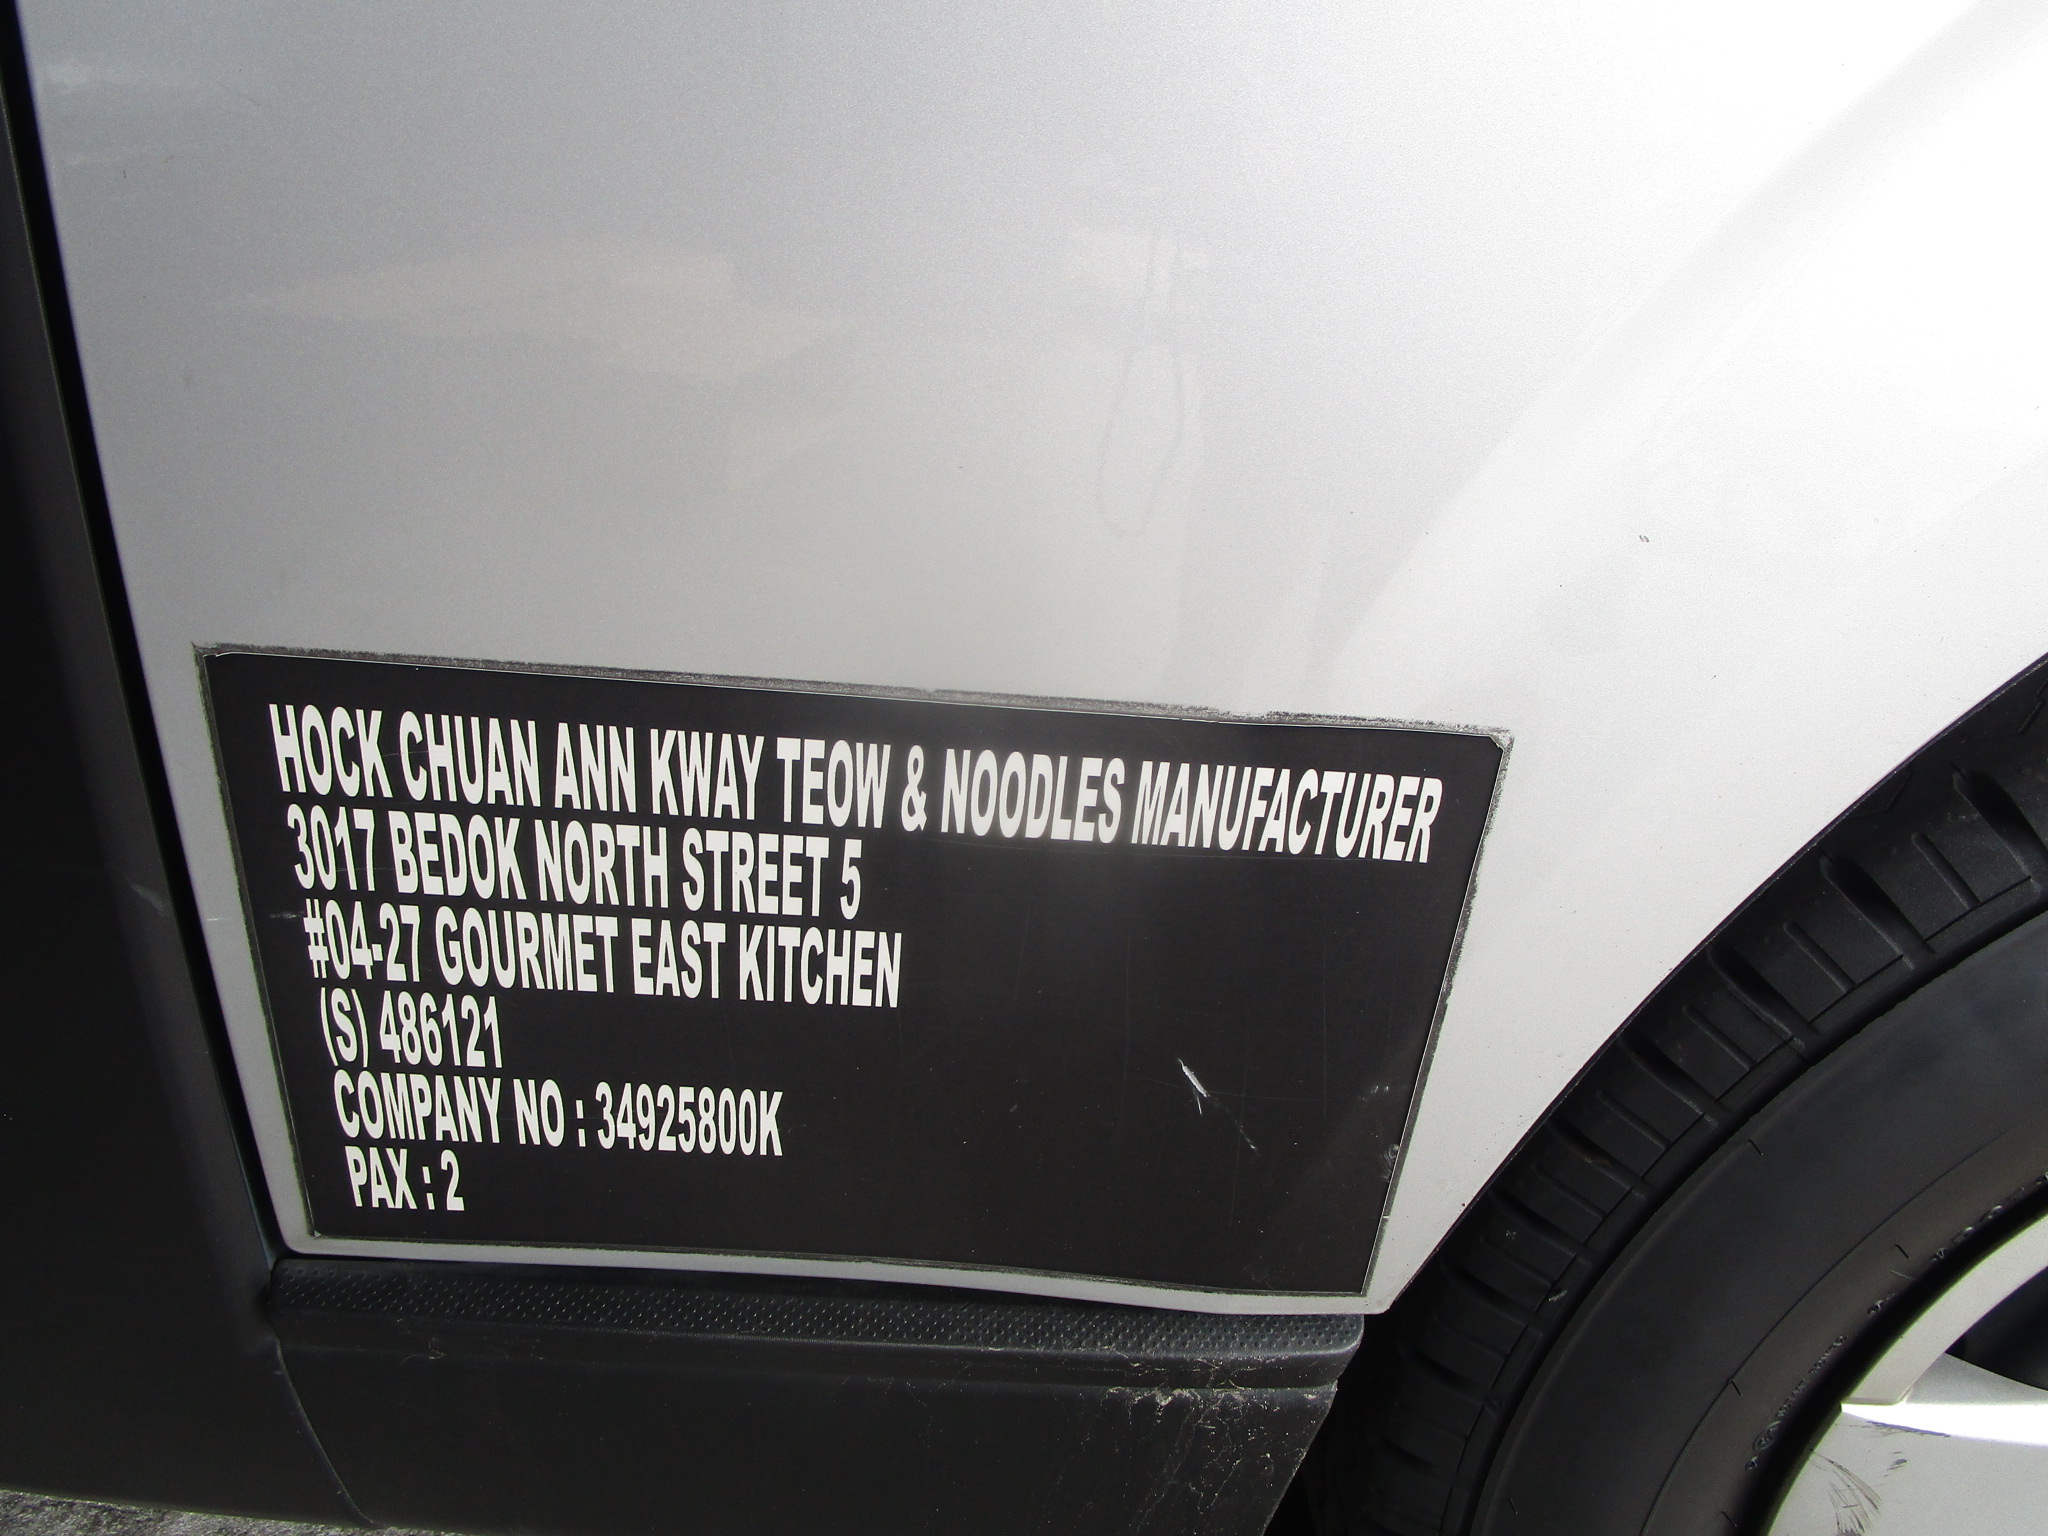 HOCK CHUAN ANN KWAY TEOW & NOODLES MANUFACTURER
3017 BEDOK NORTH STREET 5
#04-27 GOURMET EAST KITCHEN
(S) 486121
COMPANY NO : 34925800K
PAX : 2